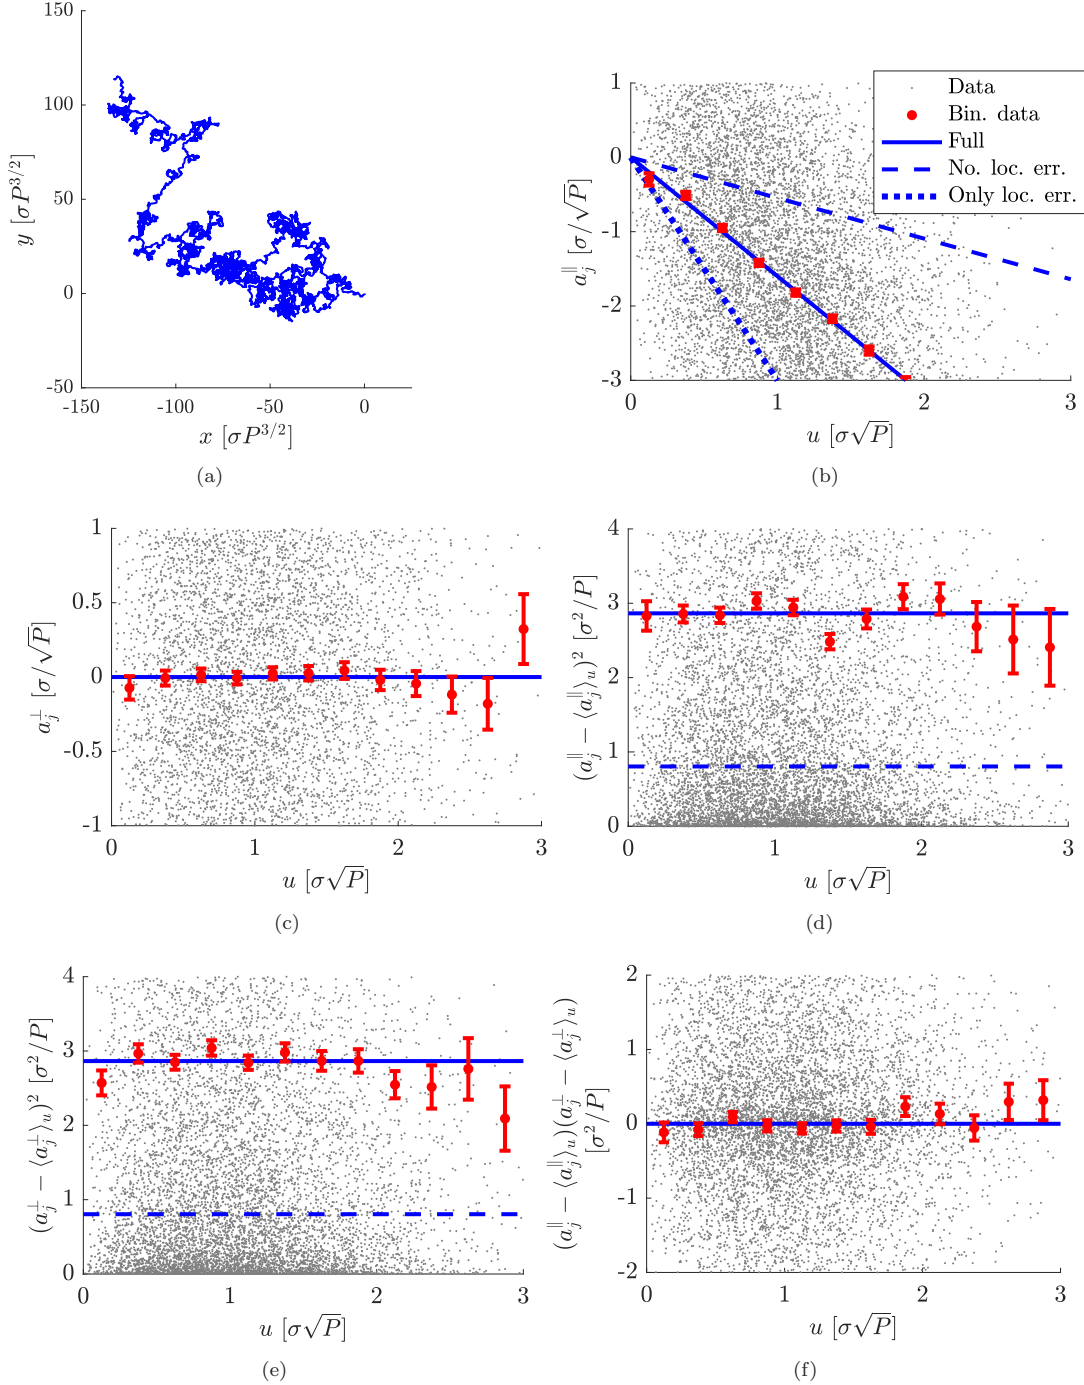 150
100
50
0
-50
-150
-100
-50
0
y [σP^{3/2}]
x [σP^{3/2}]
(a)
Data
Bin. data
Full
No. loc. err.
Only loc. err.
1
0
-1
-2
-3
0
1
2
3
a_j^∥ [σ/√P]
u [σ√P]
(b)
1
0.5
0
-0.5
-1
0
1
2
3
a_j^⊥ [σ/√P]
u [σ√P]
(c)
4
3
2
1
0
0
1
2
3
(a_j^∥ − ⟨a_j^∥⟩_u)^2 [σ^2/P]
u [σ√P]
(d)
4
3
2
1
0
0
1
2
3
(a_j^⊥ − ⟨a_j^⊥⟩_u)^2 [σ^2/P]
u [σ√P]
(e)
2
1
0
-1
-2
0
1
2
3
(a_j^∥ − ⟨a_j^∥⟩_u)(a_j^⊥ − ⟨a_j^⊥⟩_u)
[σ^2/P]
u [σ√P]
(f)